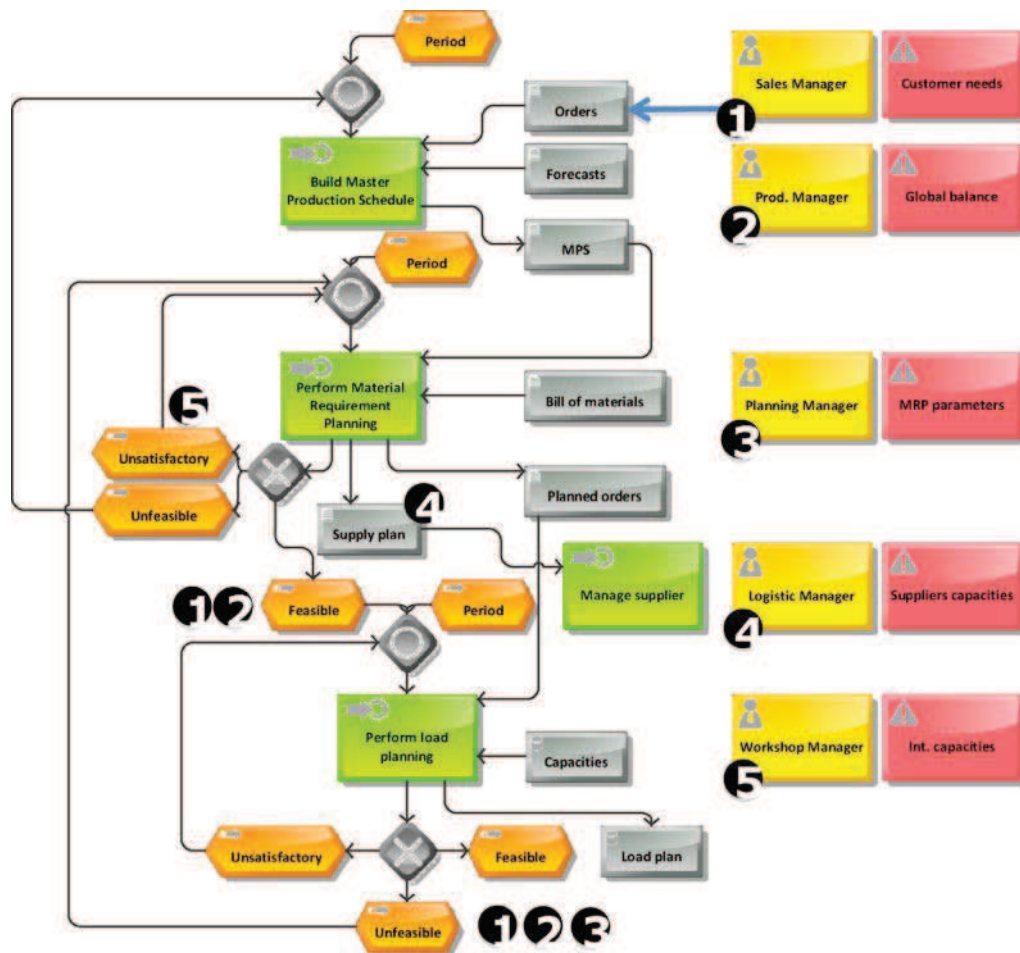 Period
Orders
Sales Manager
Customer needs
1
Build Master
Production Schedule
Forecasts
Prod. Manager
Global balance
2
MPS
Period
Perform Material
Requirement
Planning
Bill of materials
Planning Manager
MRP parameters
3
5
Unsatisfactory
Unfeasible
Supply plan
4
Planned orders
Manage supplier
Logistic Manager
Suppliers capacities
4
1 2
Feasible
Period
Perform load
planning
Capacities
Workshop Manager
Int. capacities
5
Unsatisfactory
Feasible
Load plan
Unfeasible
1 2 3